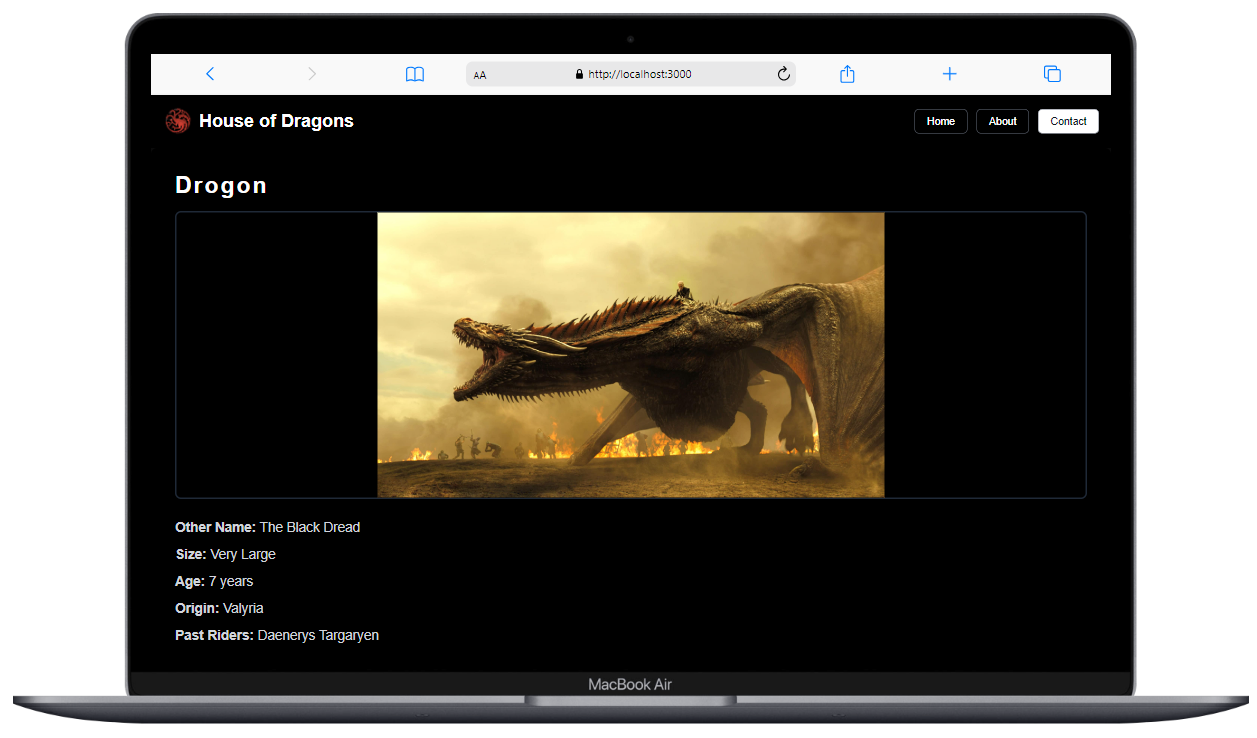 AA http://localhost:3000
House of Dragons Home About Contact
Drogon
Other Name: The Black Dread
Size: Very Large
Age: 7 years
Origin: Valyria
Past Riders: Daenerys Targaryen
MacBook Air